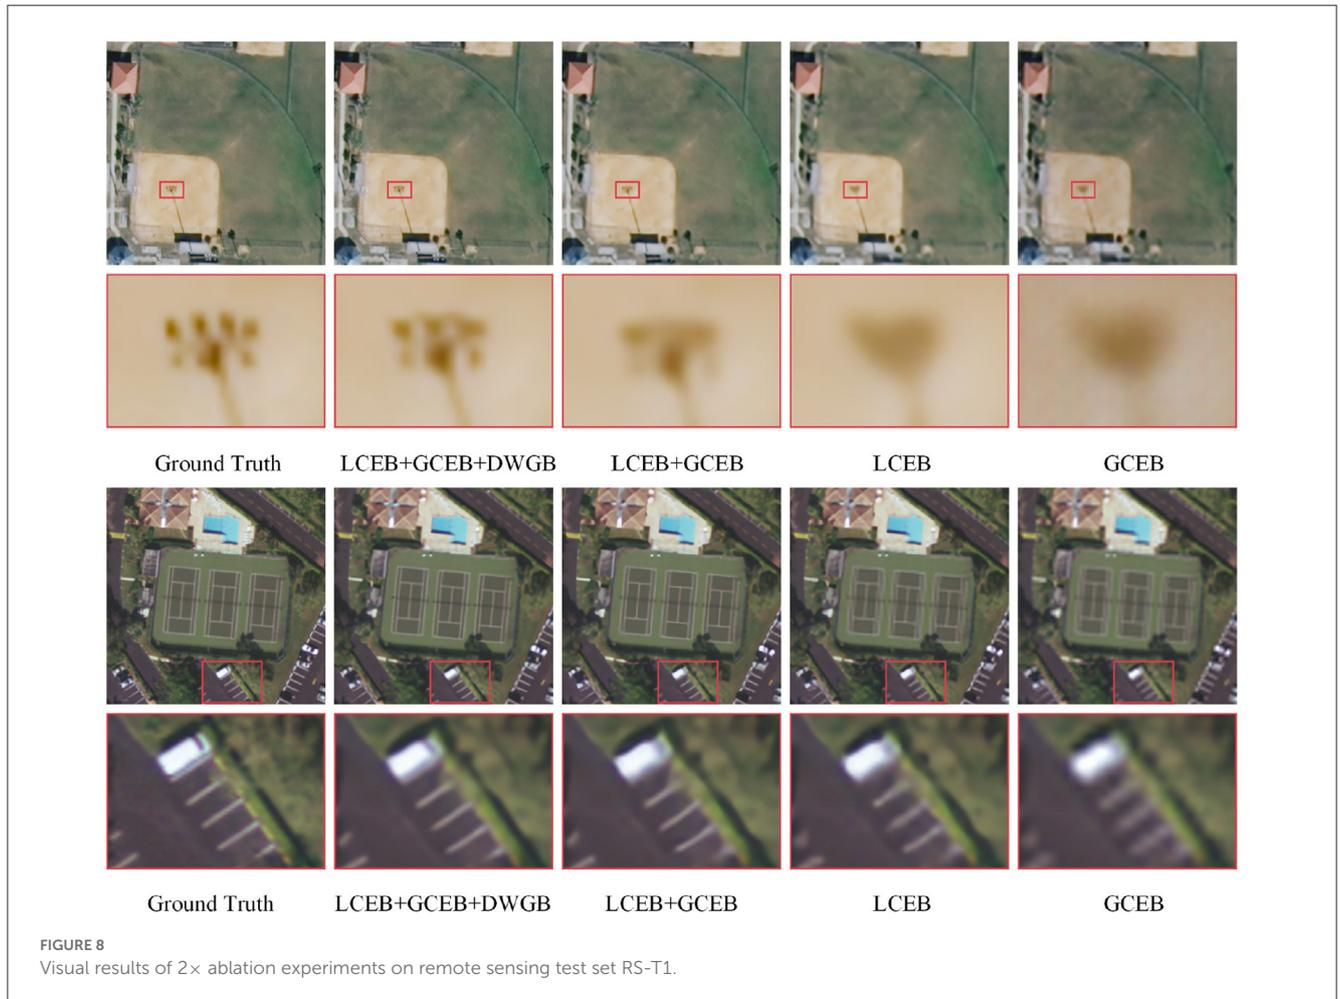 Ground Truth LCEB+GCEB+DWGB LCEB+GCEB LCEB GCEB
Ground Truth LCEB+GCEB+DWGB LCEB+GCEB LCEB GCEB
FIGURE 8
Visual results of 2× ablation experiments on remote sensing test set RS-T1.